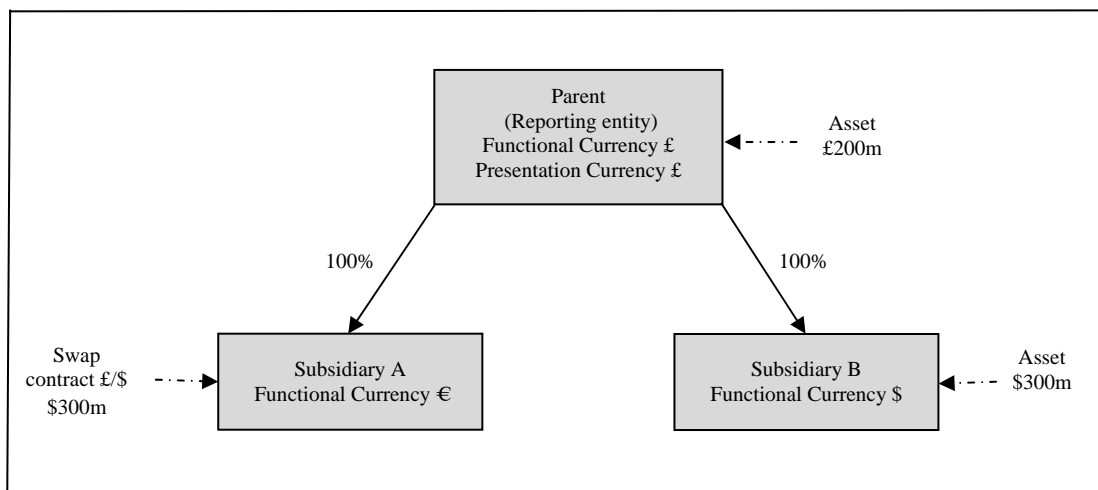 Parent
(Reporting entity)
Functional Currency £
Presentation Currency £
Asset
£200m
100%
100%
Swap
contract £/$
$300m
Subsidiary A
Functional Currency €
Subsidiary B
Functional Currency $
Asset
$300m